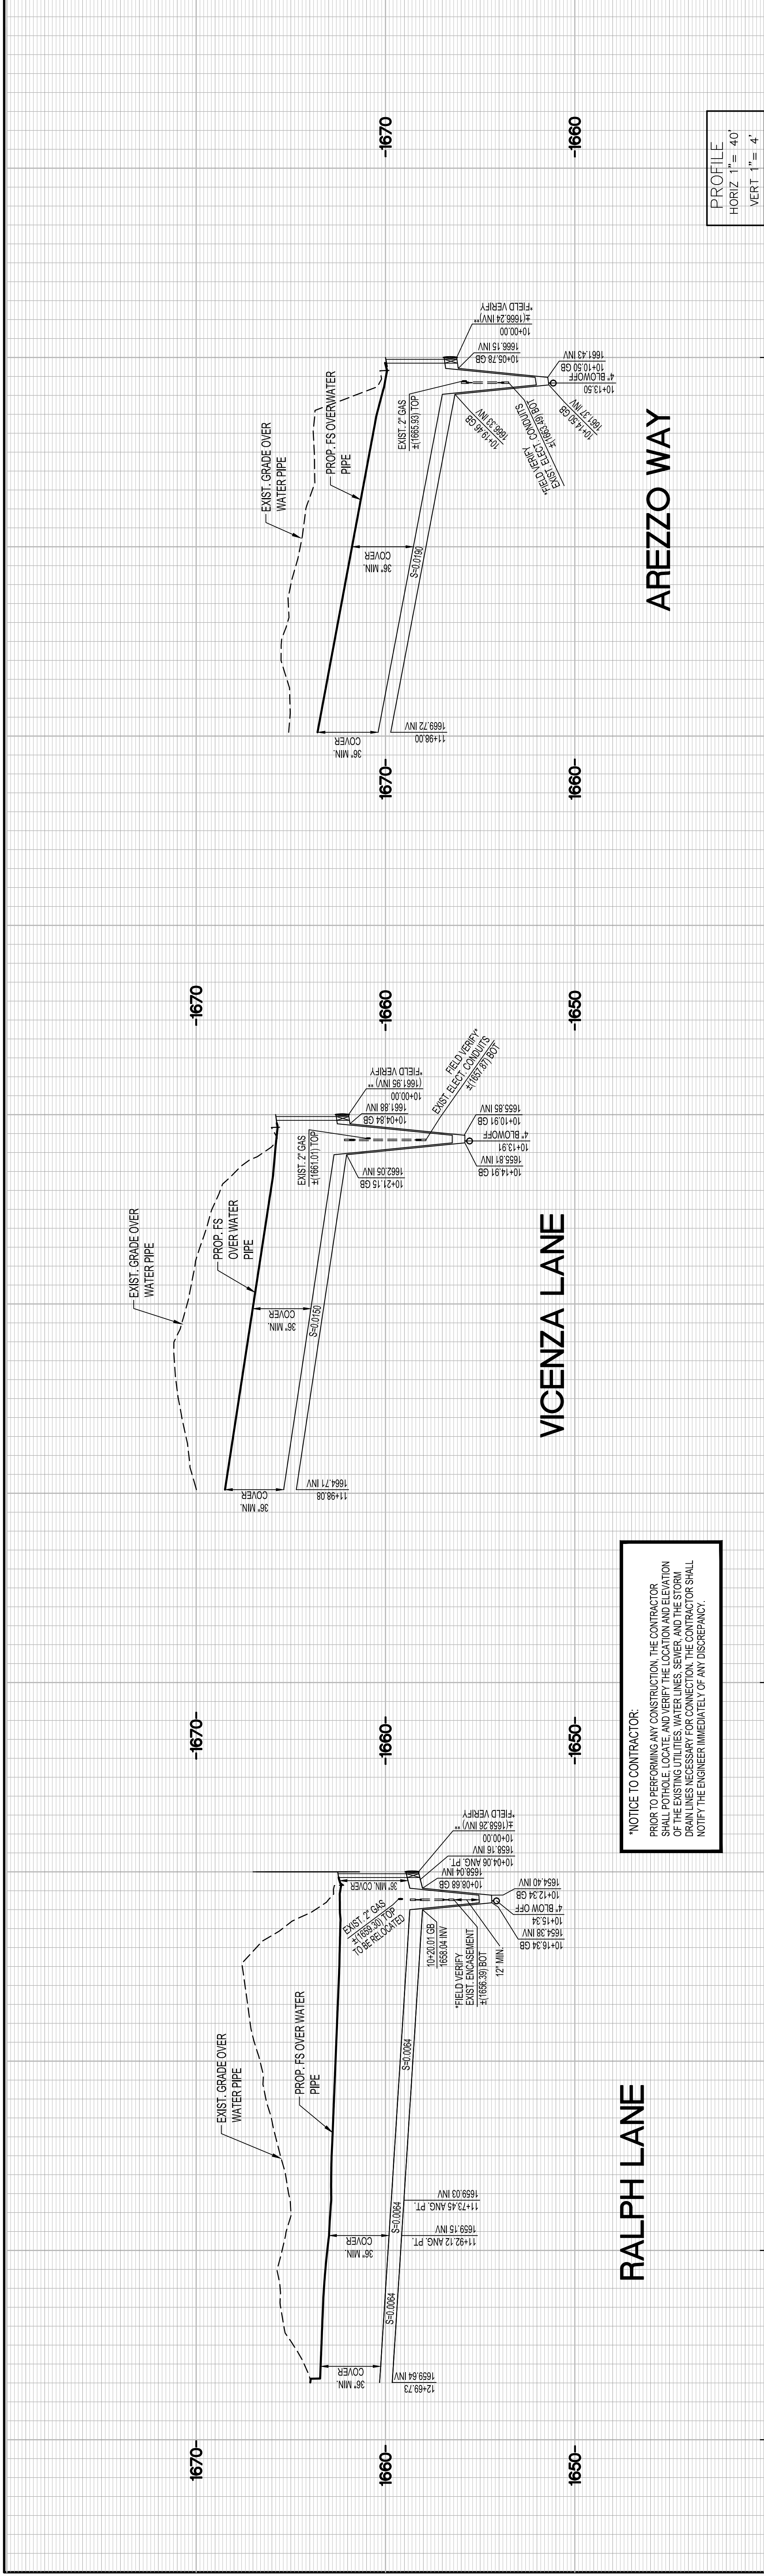 RALPH LANE
1670
1660
1650
1670
1660
1650
EXIST. GRADE OVER
WATER PIPE
PROP. FS OVER WATER
PIPE
36" MIN.
COVER
36" MIN.
COVER
36" MIN. COVER
S=0.0064
S=0.0064
S=0.0064
12+69.73
1659.64 INV
11+92.12 ANG. PT.
1659.15 INV
11+73.45 ANG. PT.
1659.03 INV
EXIST. 2" GAS
±(1659.30) TOP
TO BE RELOCATED
10+20.01 GB
1658.04 INV
*FIELD VERIFY
EXIST. ENCASEMENT
±(1656.39) BOT
12" MIN.
10+16.34 GB
1654.38 INV
10+15.34
4" BLOW OFF
10+12.34 GB
1654.40 INV
10+08.68 GB
1658.04 INV
10+04.06 ANG. PT.
1658.16 INV
10+00.00
±(1658.26 INV) **
*FIELD VERIFY
*NOTICE TO CONTRACTOR:
PRIOR TO PERFORMING ANY CONSTRUCTION, THE CONTRACTOR
SHALL POTHOLE, LOCATE, AND VERIFY THE LOCATION AND ELEVATION
OF THE EXISTING UTILITIES, WATER LINES, SEWER, AND THE STORM
DRAIN LINES NECESSARY FOR CONNECTION. THE CONTRACTOR SHALL
NOTIFY THE ENGINEER IMMEDIATELY OF ANY DISCREPANCY.
VICENZA LANE
1670
1660
1650
EXIST. GRADE OVER
WATER PIPE
PROP. FS
OVER WATER
PIPE
36" MIN.
COVER
36" MIN.
COVER
S=0.0150
11+98.08
1664.71 INV
EXIST. 2" GAS
±(1661.01) TOP
10+21.15 GB
1662.05 INV
10+14.91 GB
1655.81 INV
10+13.91
4" BLOWOFF
10+10.91 GB
1655.85 INV
FIELD VERIFY*
EXIST. ELECT. CONDUITS
±(1657.87) BOT
10+04.84 GB
1661.88 INV
10+00.00
(1661.95 INV) **
*FIELD VERIFY
AREZZO WAY
1670
1660
1670
1660
EXIST. GRADE OVER
WATER PIPE
PROP. FS OVERWATER
PIPE
36" MIN.
COVER
36" MIN.
COVER
S=0.0190
11+98.00
1669.72 INV
EXIST. 2" GAS
±(1665.93) TOP
10+19.46 GB
1666.33 INV
*FIELD VERIFY
EXIST. ELECT. CONDUITS
±(1663.49) BOT
10+14.50 GB
1661.37 INV
10+13.50
4" BLOWOFF
10+10.50 GB
1661.43 INV
10+05.78 GB
1666.15 INV
10+00.00
±(1666.24 INV) **
*FIELD VERIFY
PROFILE
HORIZ 1"= 40'
VERT 1"= 4'